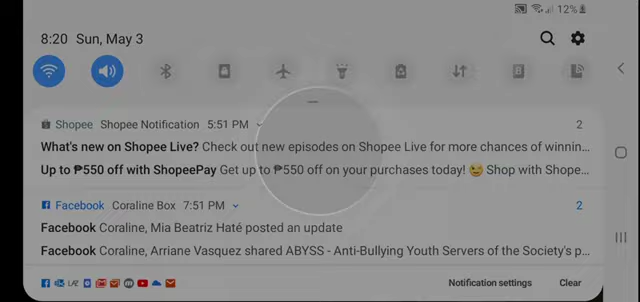 12%
8:20 Sun, May 3
Shopee Shopee Notification 5:51 PM 2
What's new on Shopee Live? Check out new episodes on Shopee Live for more chances of winnin...
Up to ₱550 off with ShopeePay Get up to ₱550 off on your purchases today! 😉 Shop with Shope...
Facebook Coraline Box 7:51 PM 2
Facebook Coraline, Mia Beatriz Haté posted an update
Facebook Coraline, Arriane Vasquez shared ABYSS - Anti-Bullying Youth Servers of the Society's p...
Notification settings Clear